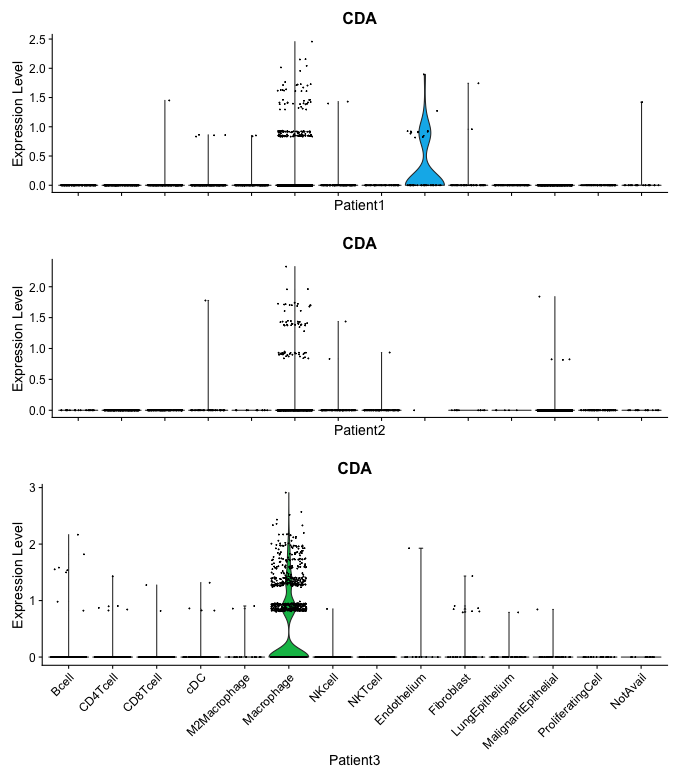 CDA
Expression Level
2.5
2.0
1.5
1.0
0.5
0.0
Patient1
CDA
Expression Level
2.0
1.5
1.0
0.5
0.0
Patient2
CDA
Expression Level
3
2
1
0
Bcell
CD4Tcell
CD8Tcell
cDC
M2Macrophage
Macrophage
NKcell
NKTcell
Endothelium
Fibroblast
LungEpithelium
MalignantEpithelial
ProliferatingCell
NotAvail
Patient3